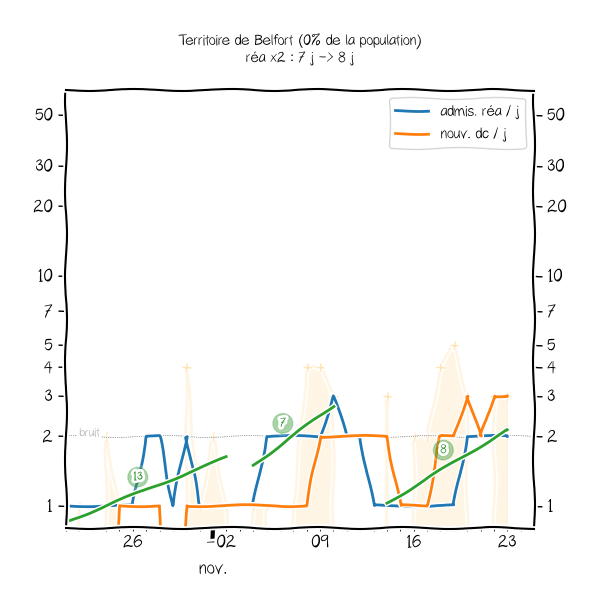 Territoire de Belfort (0% de la population)
réa x2 : 7 j -> 8 j
admis. réa / j
nouv. dc / j
50 50
30 30
20 20
10 10
7 7
5 5
4 4
3 3
2 bruit 2
1 1
13 7 8
26 02 09 16 23
nov.